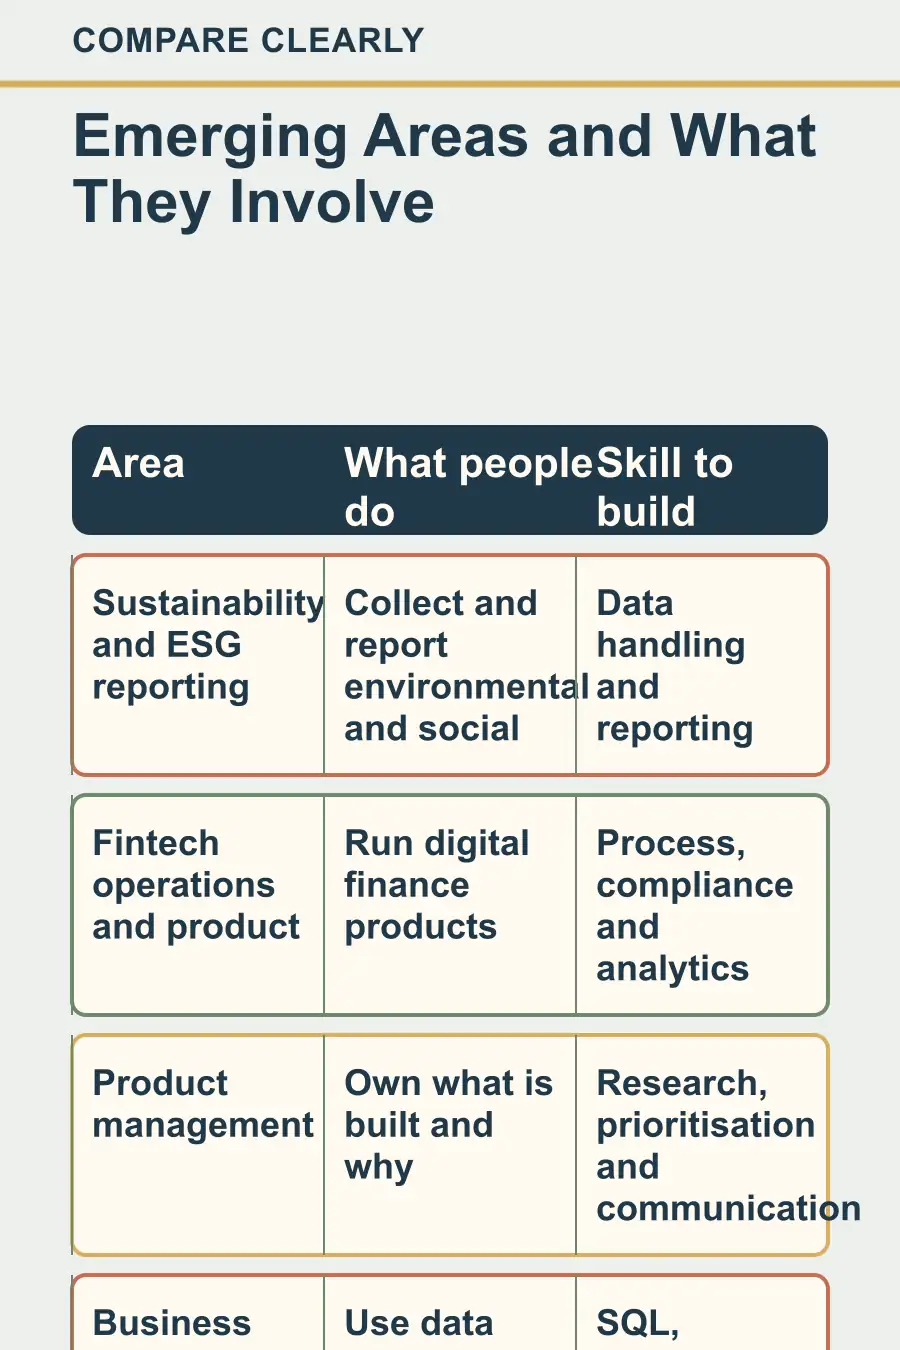 COMPARE CLEARLY
Emerging Areas and What
They Involve
Area
What people
do
Skill to
build
Sustainability
and ESG
reporting
Collect and
report
environmental
and social
Data
handling
and
reporting
Fintech
operations
and product
Run digital
finance
products
Process,
compliance
and
analytics
Product
management
Own what is
built and
why
Research,
prioritisation
and
communication
Business
Use data
SQL,